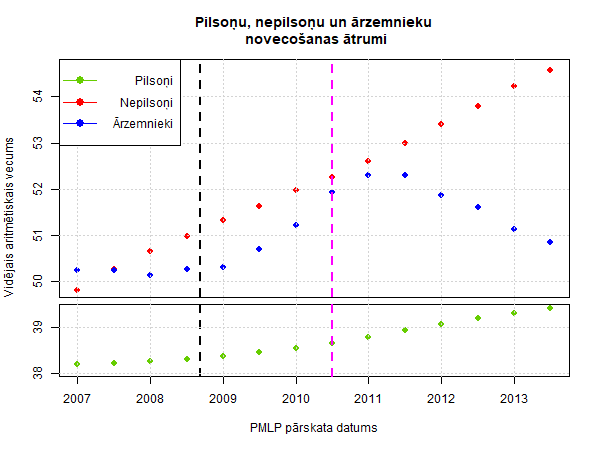 Pilsoņu, nepilsoņu un ārzemnieku
novecošanas ātrumi
Pilsoņi
Nepilsoņi
Ārzemnieki
Vidējais aritmētiskais vecums
54
53
52
51
50
39
38
2007 2008 2009 2010 2011 2012 2013
PMLP pārskata datums